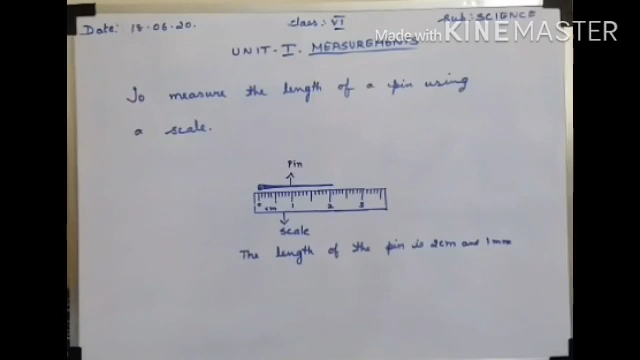 Date: 18-06-20.
Class: VI
Sub: SCIENCE
Made with KINEMASTER
UNIT-I. MEASUREMENTS
To measure the length of a pin using
a scale.
Pin
0 1 2 3
cm
Scale
The length of the pin is 2cm and 1mm